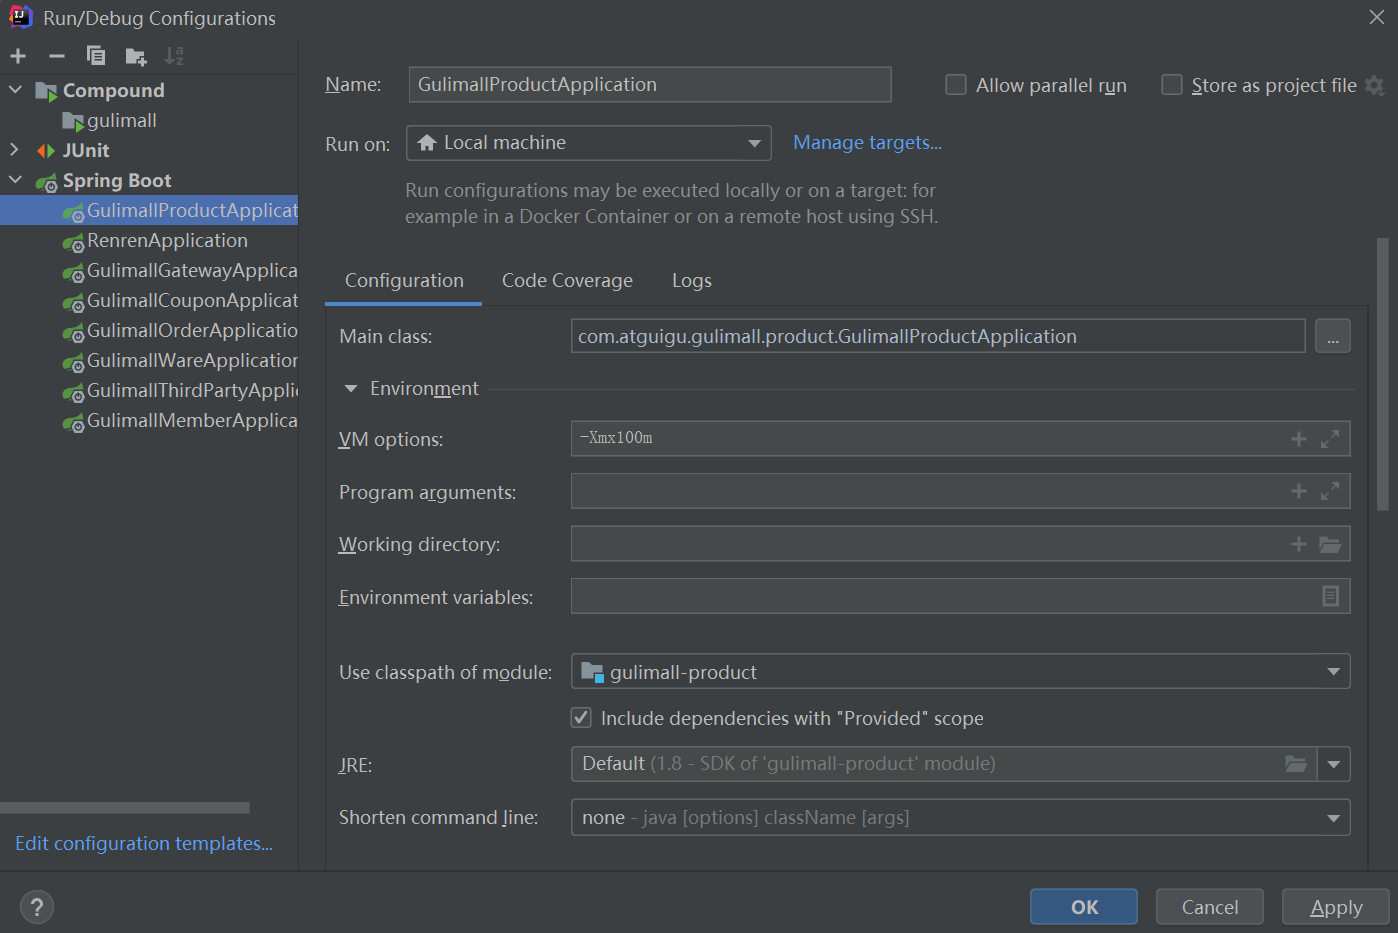 Run/Debug Configurations
Compound
gulimall
JUnit
Spring Boot
GulimallProductApplicat
RenrenApplication
GulimallGatewayApplica
GulimallCouponApplicat
GulimallOrderApplicatio
GulimallWareApplication
GulimallThirdPartyApplic
GulimallMemberApplica
Edit configuration templates...
Name: GulimallProductApplication Allow parallel run Store as project file
Run on: Local machine Manage targets...
Run configurations may be executed locally or on a target: for
example in a Docker Container or on a remote host using SSH.
Configuration Code Coverage Logs
Main class: com.atguigu.gulimall.product.GulimallProductApplication ...
Environment
VM options: -Xmx100m
Program arguments:
Working directory:
Environment variables:
Use classpath of module: gulimall-product
Include dependencies with "Provided" scope
JRE: Default (1.8 - SDK of 'gulimall-product' module)
Shorten command line: none - java [options] className [args]
? OK Cancel Apply